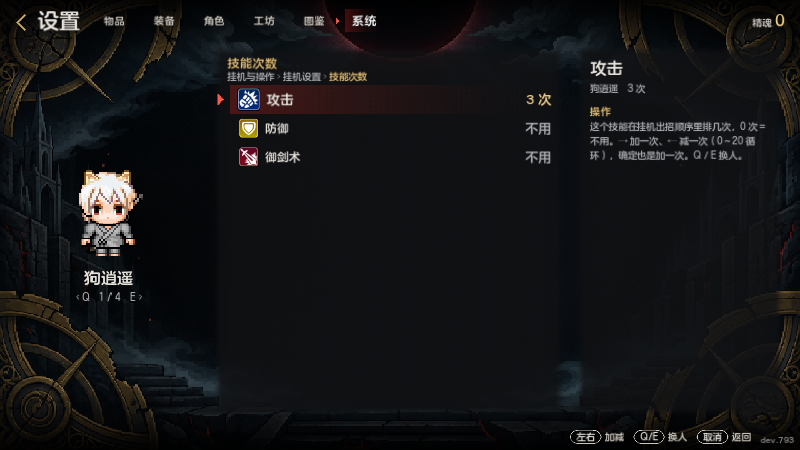 设置
物品
装备
角色
工坊
图鉴
系统
精魂 0
技能次数
挂机与操作 › 挂机设置 › 技能次数
攻击 3 次
防御 不用
御剑术 不用
狗逍遥
‹Q 1/4 E›
攻击
狗逍遥 3 次
操作
这个技能在挂机出招顺序里排几次，0 次＝
不用。→ 加一次、← 减一次（0～20 循
环），确定也是加一次。Q / E 换人。
左右 加减 Q/E 换人 取消 返回
dev.793